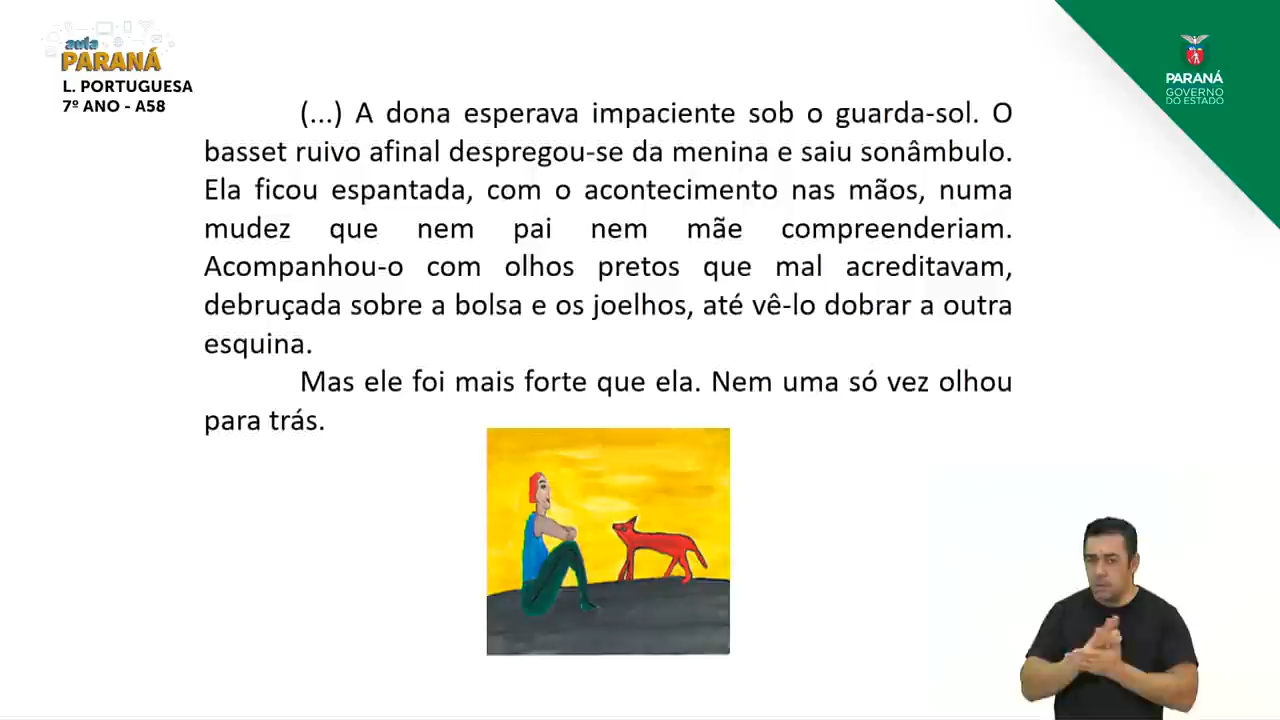 aula
PARANÁ
L. PORTUGUESA
7º ANO - A58
PARANÁ
GOVERNO
DO ESTADO
(...) A dona esperava impaciente sob o guarda-sol. O
basset ruivo afinal despregou-se da menina e saiu sonâmbulo.
Ela ficou espantada, com o acontecimento nas mãos, numa
mudez que nem pai nem mãe compreenderiam.
Acompanhou-o com olhos pretos que mal acreditavam,
debruçada sobre a bolsa e os joelhos, até vê-lo dobrar a outra
esquina.
Mas ele foi mais forte que ela. Nem uma só vez olhou
para trás.